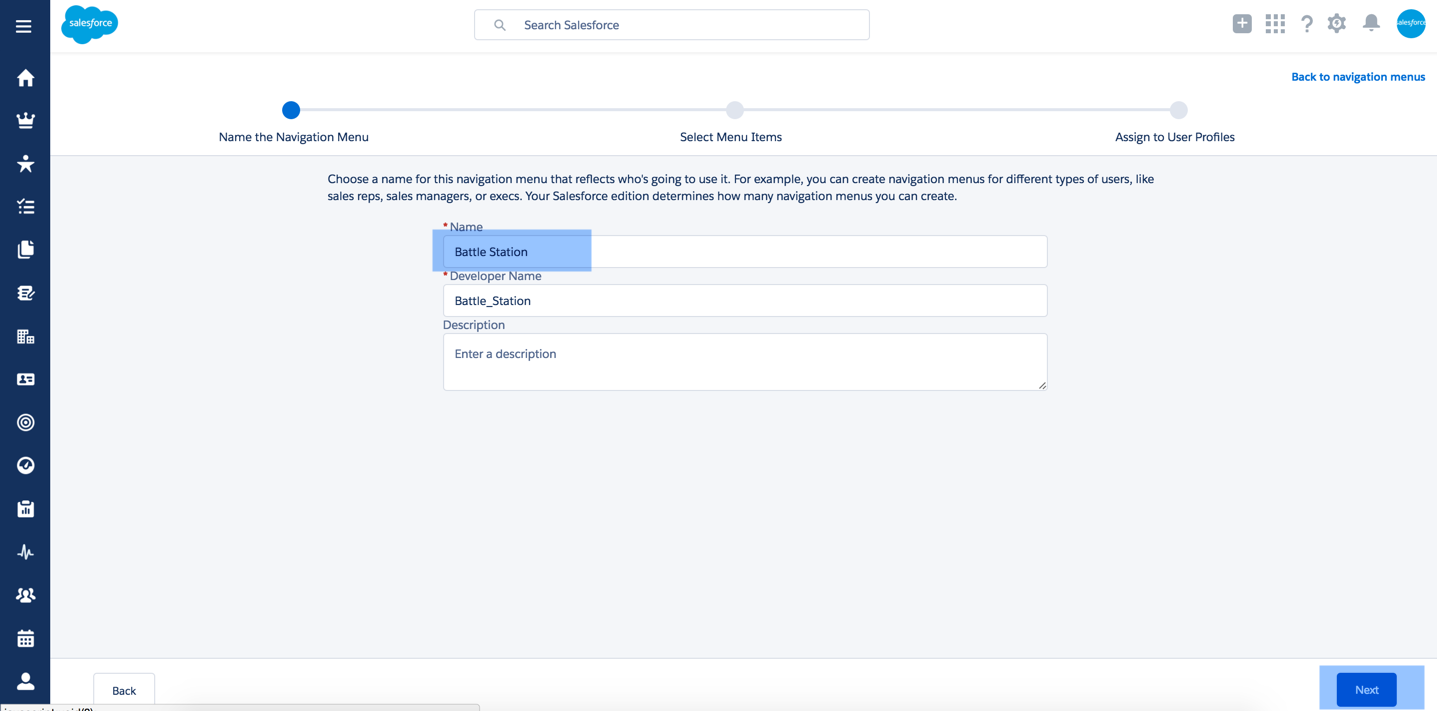 salesforce
Search Salesforce
salesforce
Back to navigation menus
Name the Navigation Menu
Select Menu Items
Assign to User Profiles
Choose a name for this navigation menu that reflects who's going to use it. For example, you can create navigation menus for different types of users, like
sales reps, sales managers, or execs. Your Salesforce edition determines how many navigation menus you can create.
* Name
Battle Station
* Developer Name
Battle_Station
Description
Enter a description
Back
Next